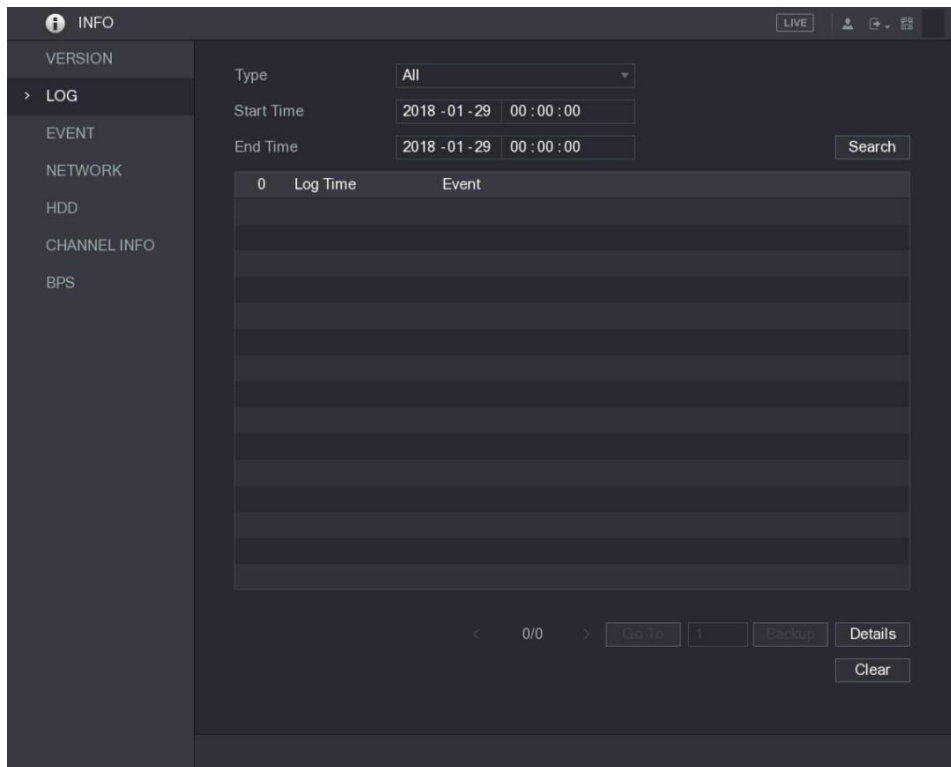 INFO LIVE
VERSION
LOG
EVENT
NETWORK
HDD
CHANNEL INFO
BPS
Type All
Start Time 2018 -01 -29 00 : 00 : 00
End Time 2018 -01 -29 00 : 00 : 00 Search
0 Log Time Event
< 0/0 > Go To 1 Backup Details
Clear